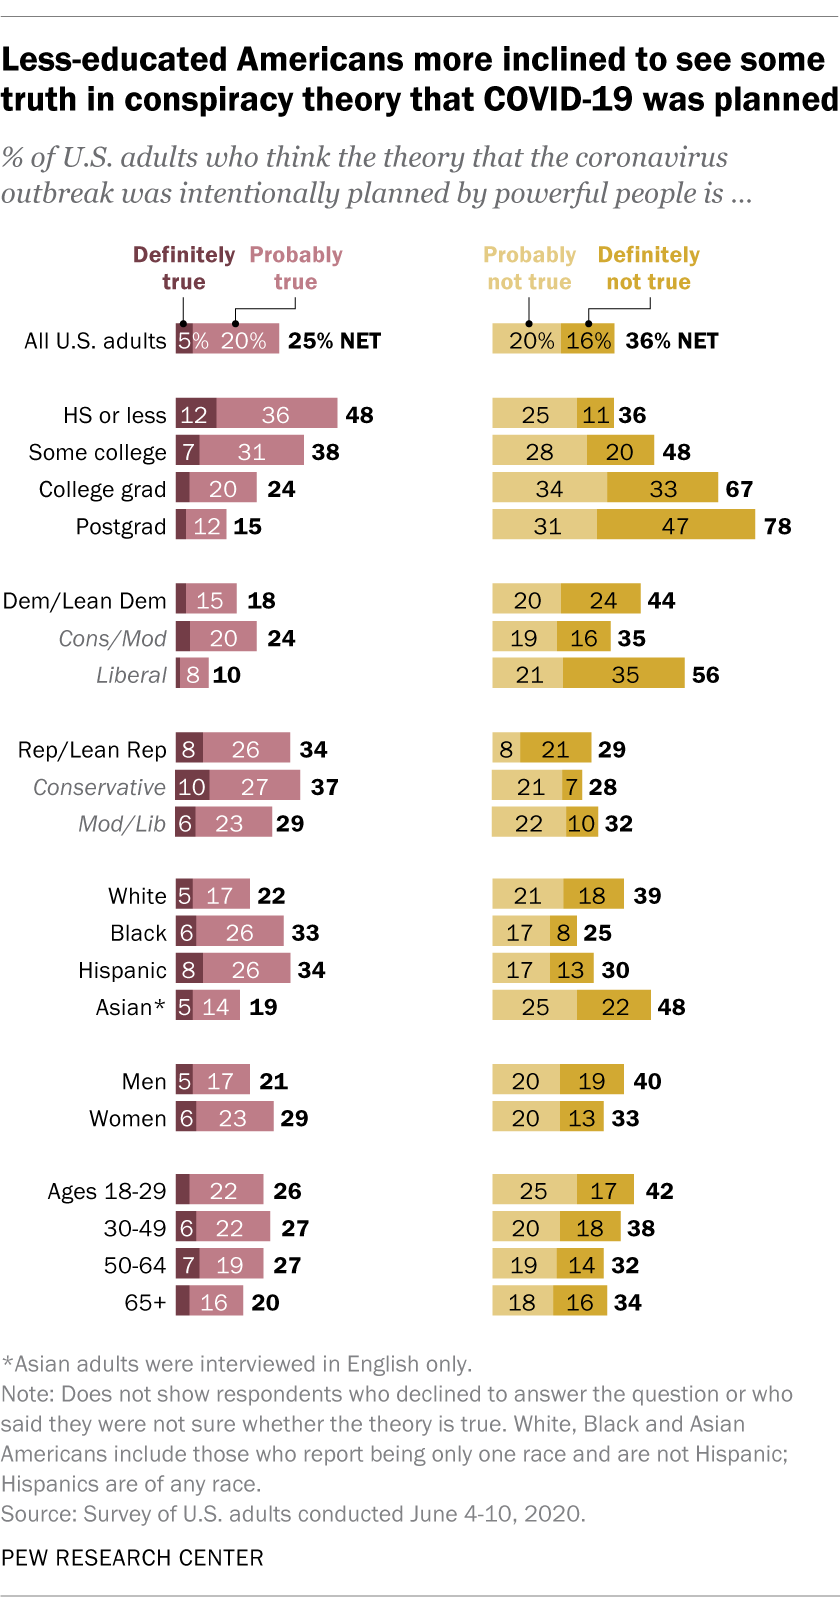 Less-educated Americans more inclined to see some
truth in conspiracy theory that COVID-19 was planned
% of U.S. adults who think the theory that the coronavirus
outbreak was intentionally planned by powerful people is ...
Definitely true Probably true Probably not true Definitely not true
All U.S. adults 5% 20% 25% NET 20% 16% 36% NET
HS or less 12 36 48 25 11 36
Some college 7 31 38 28 20 48
College grad 20 24 34 33 67
Postgrad 12 15 31 47 78
Dem/Lean Dem 15 18 20 24 44
Cons/Mod 20 24 19 16 35
Liberal 8 10 21 35 56
Rep/Lean Rep 8 26 34 8 21 29
Conservative 10 27 37 21 7 28
Mod/Lib 6 23 29 22 10 32
White 5 17 22 21 18 39
Black 6 26 33 17 8 25
Hispanic 8 26 34 17 13 30
Asian* 5 14 19 25 22 48
Men 5 17 21 20 19 40
Women 6 23 29 20 13 33
Ages 18-29 22 26 25 17 42
30-49 6 22 27 20 18 38
50-64 7 19 27 19 14 32
65+ 16 20 18 16 34
*Asian adults were interviewed in English only.
Note: Does not show respondents who declined to answer the question or who
said they were not sure whether the theory is true. White, Black and Asian
Americans include those who report being only one race and are not Hispanic;
Hispanics are of any race.
Source: Survey of U.S. adults conducted June 4-10, 2020.
PEW RESEARCH CENTER